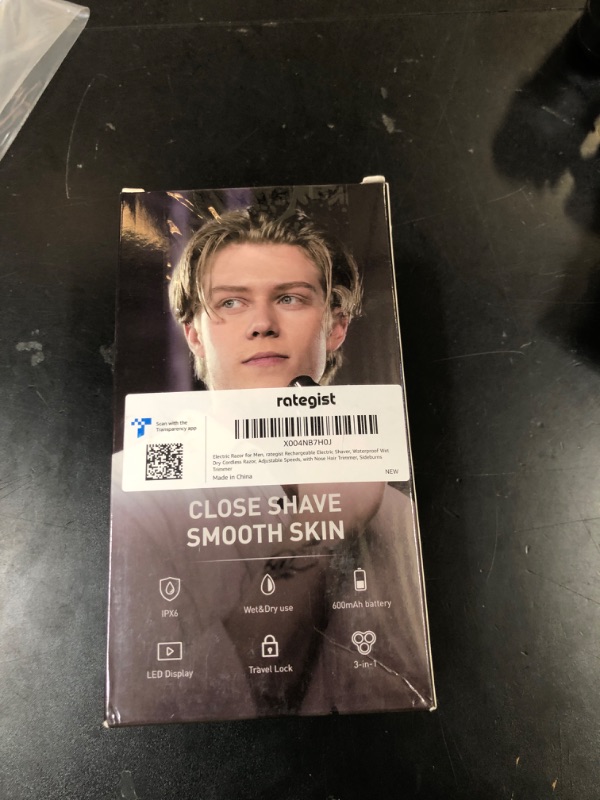 rategist
Scan with the
Transparency app
X004NB7H0J
Electric Razor for Men, rategist Rechargeable Electric Shaver, Waterproof Wet
Dry Cordless Razor, Adjustable Speeds, with Nose Hair Trimmer, Sideburns
Trimmer
Made in China
NEW
CLOSE SHAVE
SMOOTH SKIN
IPX6
Wet&Dry use
600mAh battery
LED Display
Travel Lock
3-in-1